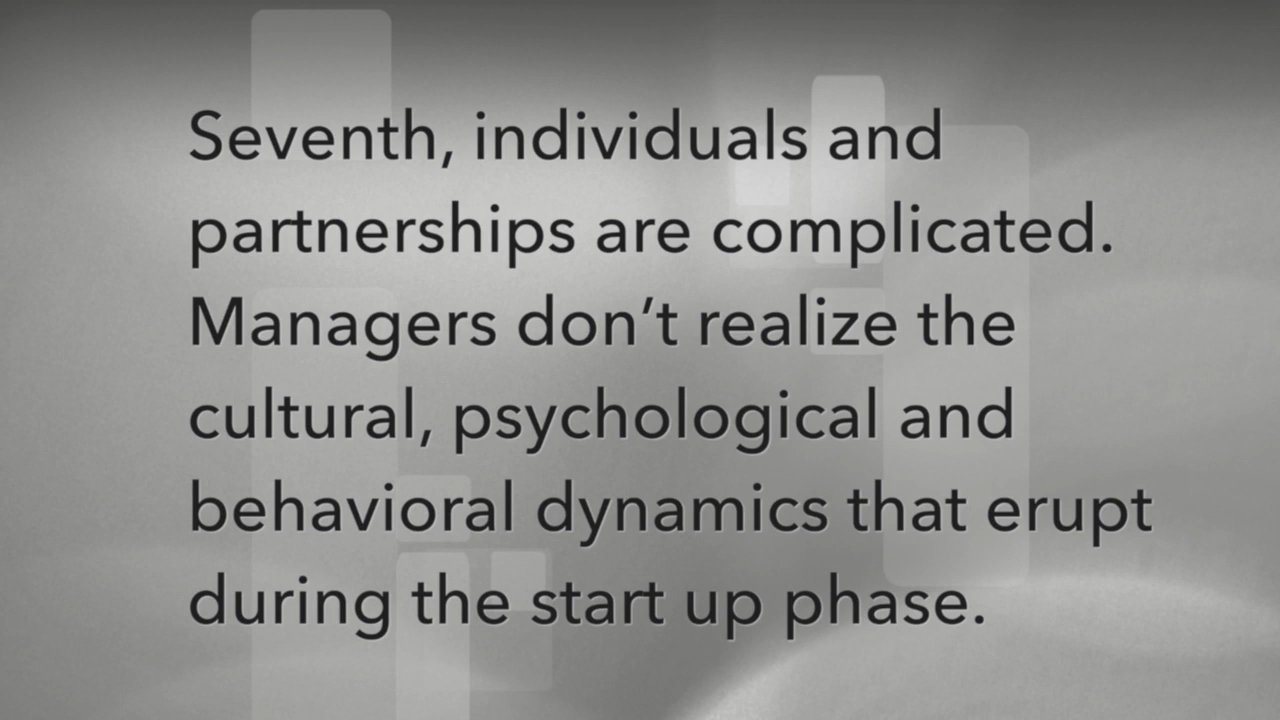 Seventh, individuals and
partnerships are complicated.
Managers don’t realize the
cultural, psychological and
behavioral dynamics that erupt
during the start up phase.